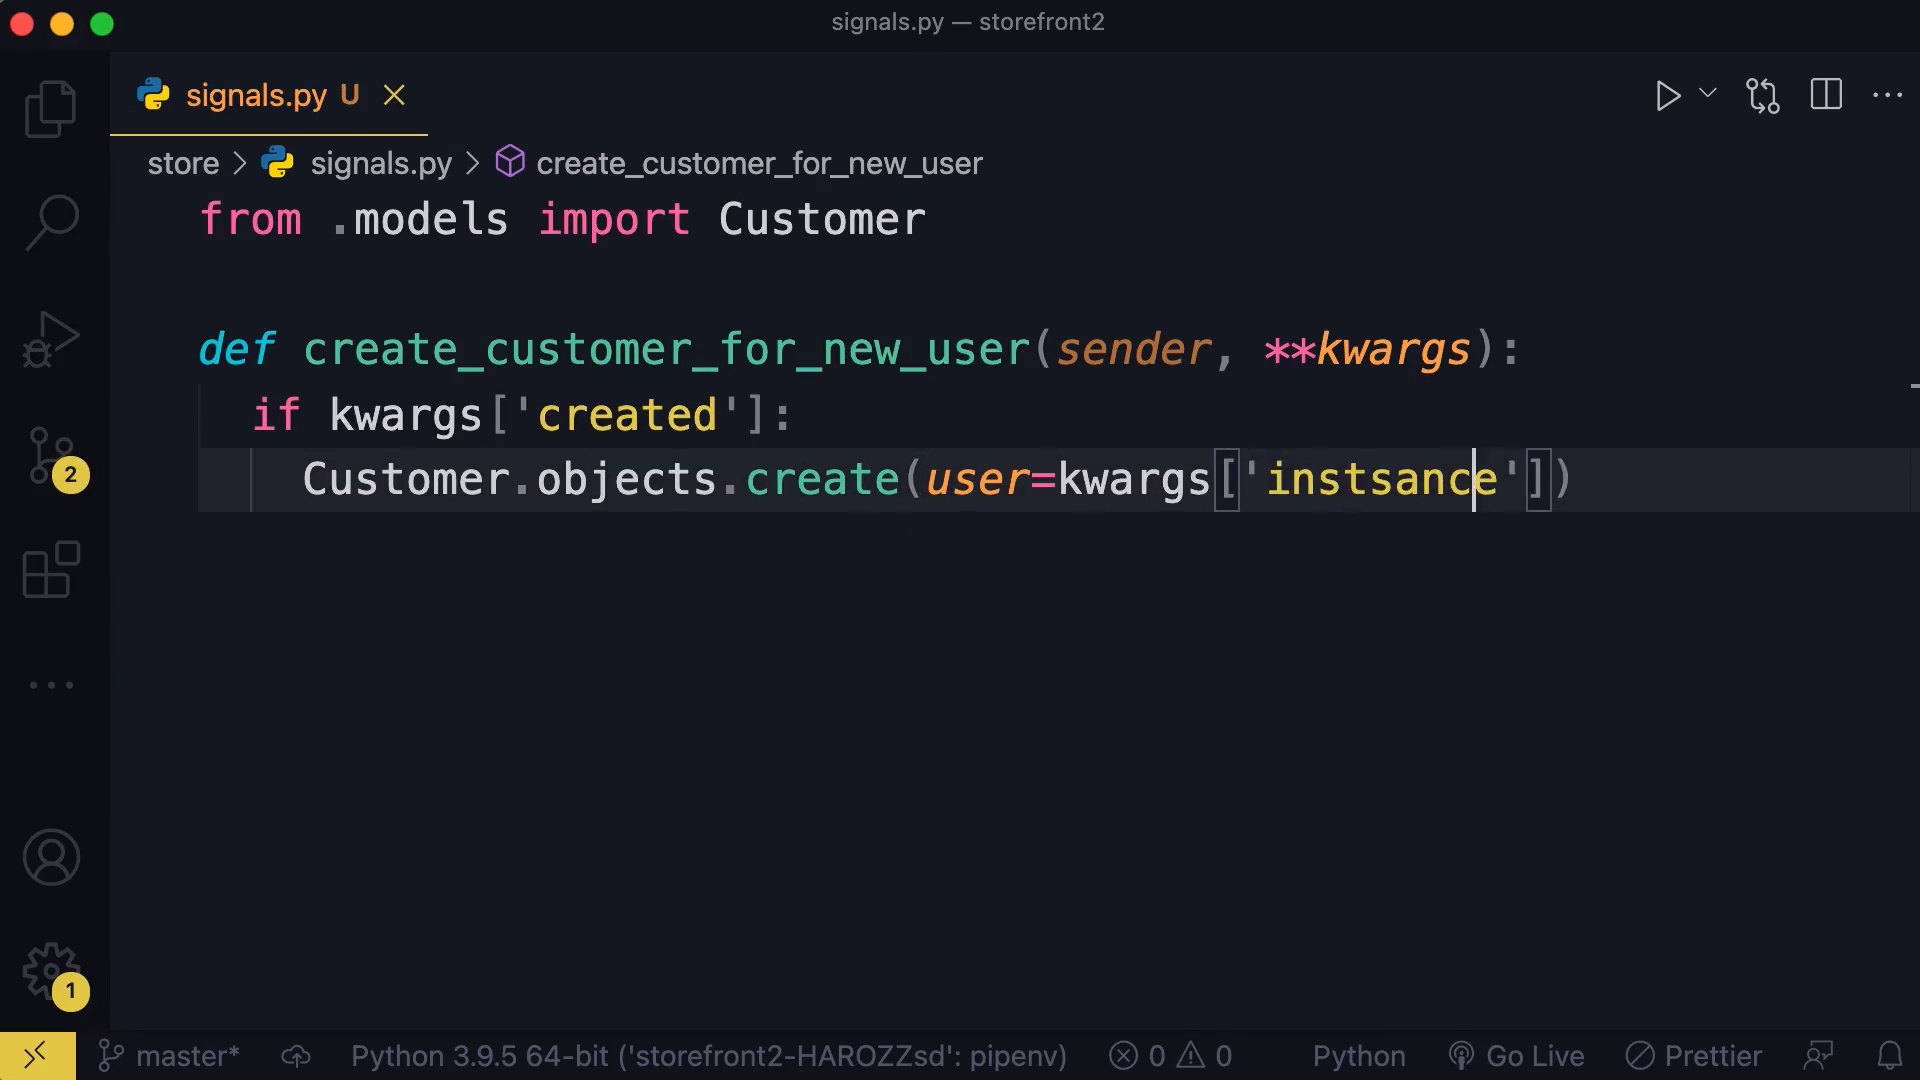 signals.py — storefront2
signals.py U
store > signals.py > create_customer_for_new_user
from .models import Customer
def create_customer_for_new_user(sender, **kwargs):
if kwargs['created']:
Customer.objects.create(user=kwargs['instsance'])
2
1
master* Python 3.9.5 64-bit ('storefront2-HAROZZsd': pipenv) 0 0 Python Go Live Prettier